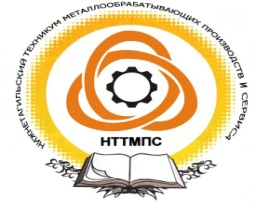 НИЖНЕТАГИЛЬСКИЙ ТЕХНИКУМ МЕТАЛЛООБРАБАТЫВАЮЩИХ ПРОИЗВОДСТВ И СЕРВИСА
НТТМПС